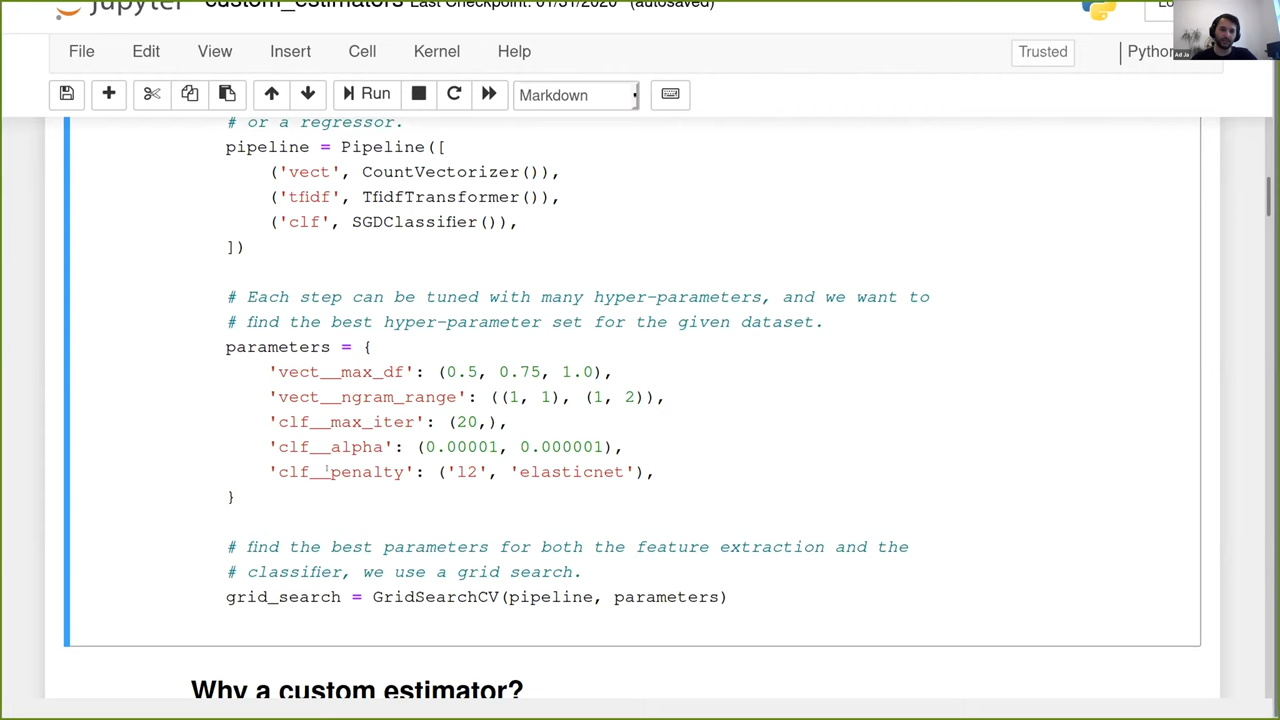 jupyter custom_estimators Last Checkpoint: 01/31/2020 (autosaved)
File Edit View Insert Cell Kernel Help Trusted Python
Run Markdown
Ad Ja
# or a regressor.
pipeline = Pipeline([
('vect', CountVectorizer()),
('tfidf', TfidfTransformer()),
('clf', SGDClassifier()),
])
# Each step can be tuned with many hyper-parameters, and we want to
# find the best hyper-parameter set for the given dataset.
parameters = {
'vect__max_df': (0.5, 0.75, 1.0),
'vect__ngram_range': ((1, 1), (1, 2)),
'clf__max_iter': (20,),
'clf__alpha': (0.00001, 0.000001),
'clf__penalty': ('l2', 'elasticnet'),
}
# find the best parameters for both the feature extraction and the
# classifier, we use a grid search.
grid_search = GridSearchCV(pipeline, parameters)
Why a custom estimator?